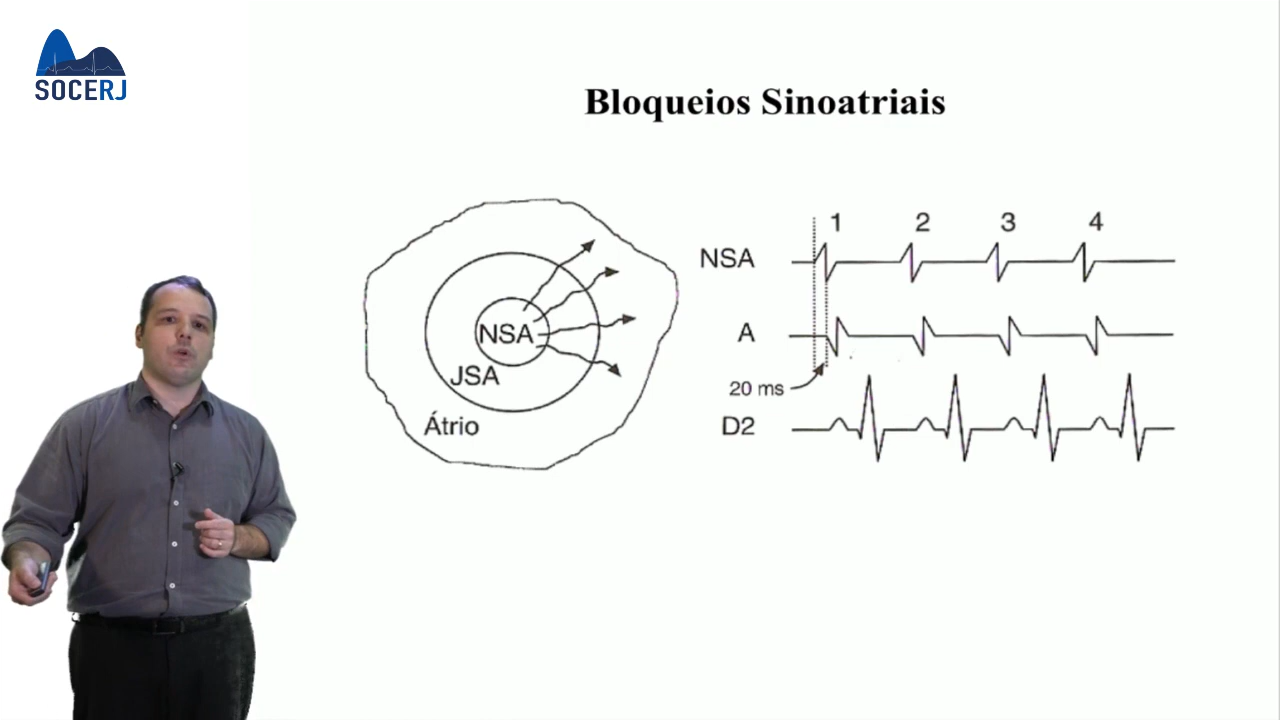 SOCERJ
Bloqueios Sinoatriais
NSA
JSA
Átrio
1 2 3 4
NSA
A
20 ms
D2